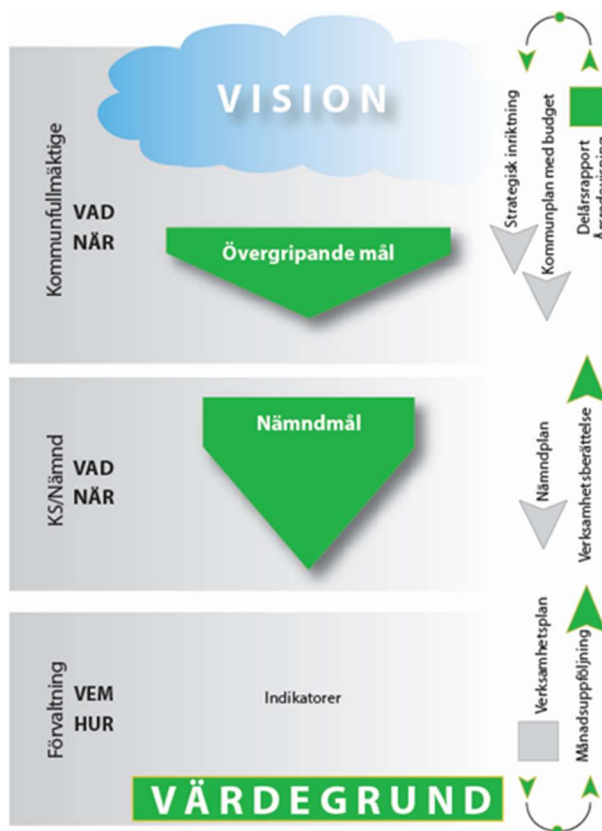 VISION
Kommunfullmäktige
VAD
NÄR
Övergripande mål
Strategisk inriktning
Kommunplan med budget
Delårsrapport
Årsredovisning
KS/Nämnd
VAD
NÄR
Nämndmål
Nämndplan
Verksamhetsberättelse
Förvaltning
VEM
HUR
Indikatorer
Verksamhetsplan
Månadsuppföljning
VÄRDEGRUND